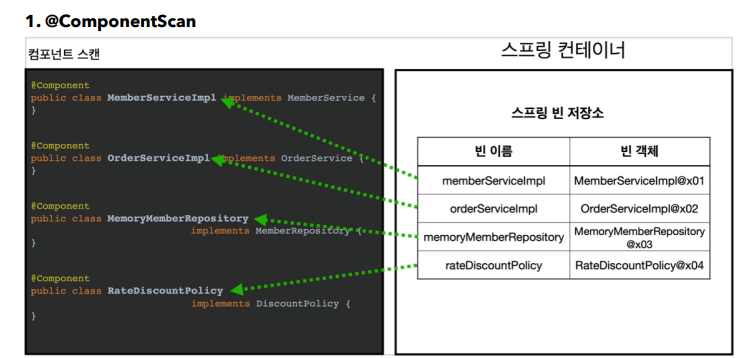 1. @ComponentScan
컴포넌트 스캔
@Component
public class MemberServiceImpl implements MemberService {
}
@Component
public class OrderServiceImpl implements OrderService {
}
@Component
public class MemoryMemberRepository
implements MemberRepository {
}
@Component
public class RateDiscountPolicy
implements DiscountPolicy {
}
스프링 컨테이너
스프링 빈 저장소
빈 이름 빈 객체
memberServiceImpl MemberServiceImpl@x01
orderServiceImpl OrderServiceImpl@x02
memoryMemberRepository MemoryMemberRepository
@x03
rateDiscountPolicy RateDiscountPolicy@x04